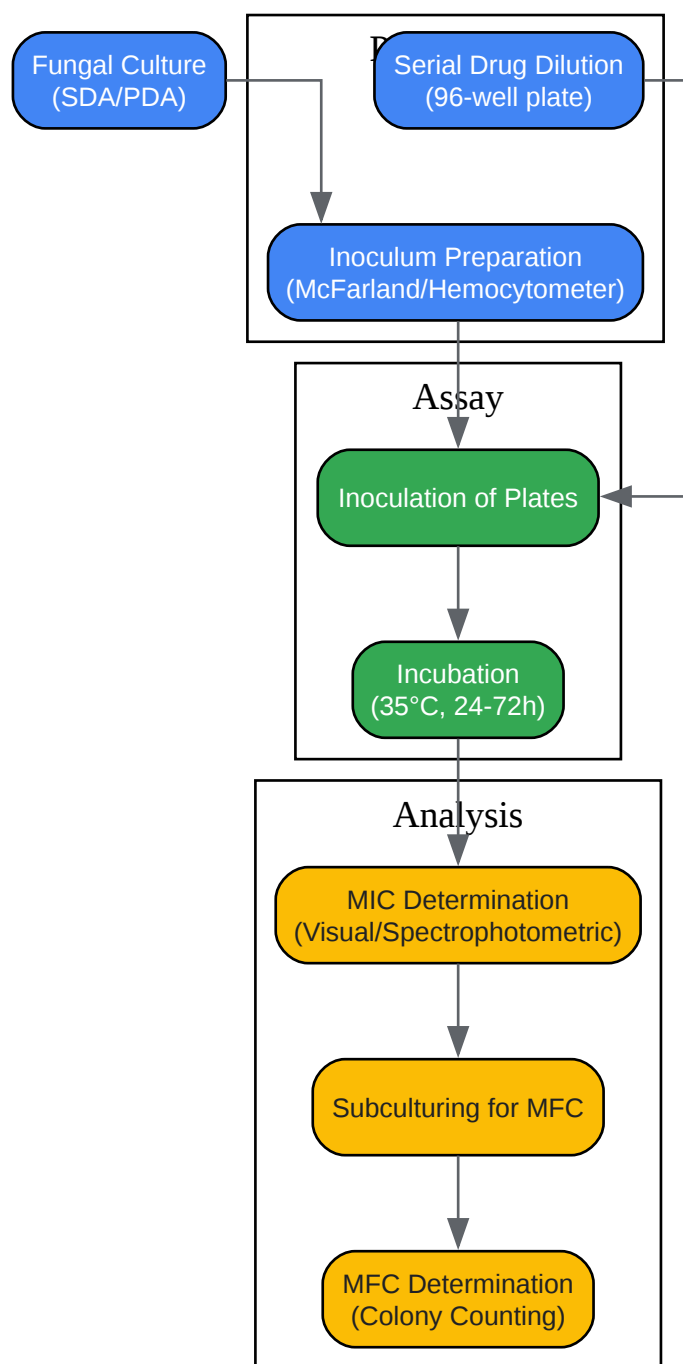 Fungal Culture
(SDA/PDA)
Serial Drug Dilution
(96-well plate)
Inoculum Preparation
(McFarland/Hemocytometer)
Assay
Inoculation of Plates
Incubation
(35°C, 24-72h)
Analysis
MIC Determination
(Visual/Spectrophotometric)
Subculturing for MFC
MFC Determination
(Colony Counting)